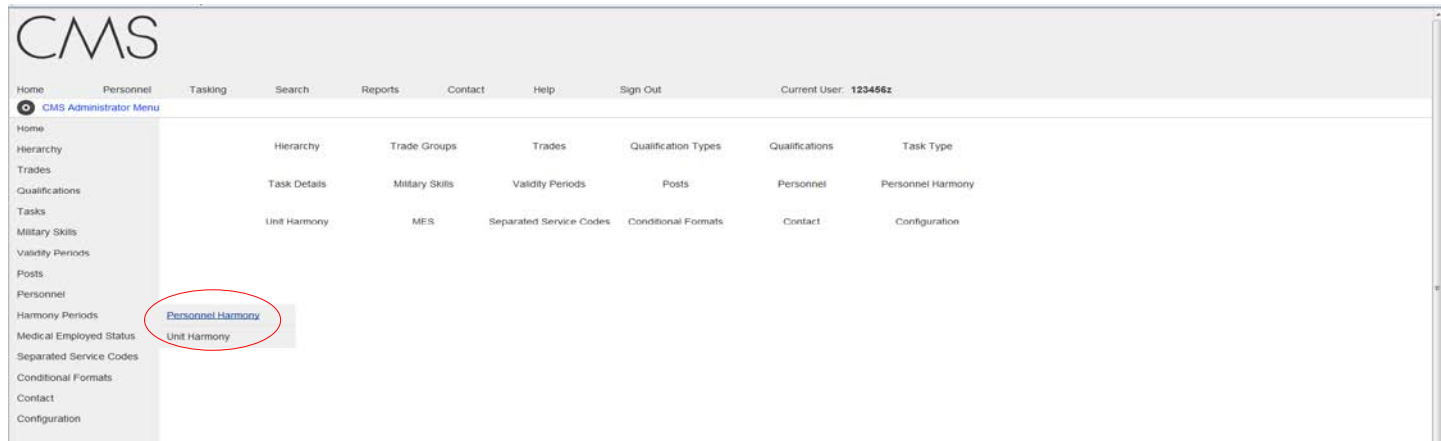 CMS
Home Personnel Tasking Search Reports Contact Help Sign Out Current User: 123456z
CMS Administrator Menu
Home
Hierarchy
Trades
Qualifications
Tasks
Military Skills
Validity Periods
Posts
Personnel
Harmony Periods
Medical Employed Status
Separated Service Codes
Conditional Formats
Contact
Configuration
Personnel Harmony
Unit Harmony
Hierarchy Trade Groups Trades Qualification Types Qualifications Task Type
Task Details Military Skills Validity Periods Posts Personnel Personnel Harmony
Unit Harmony MES Separated Service Codes Conditional Formats Contact Configuration